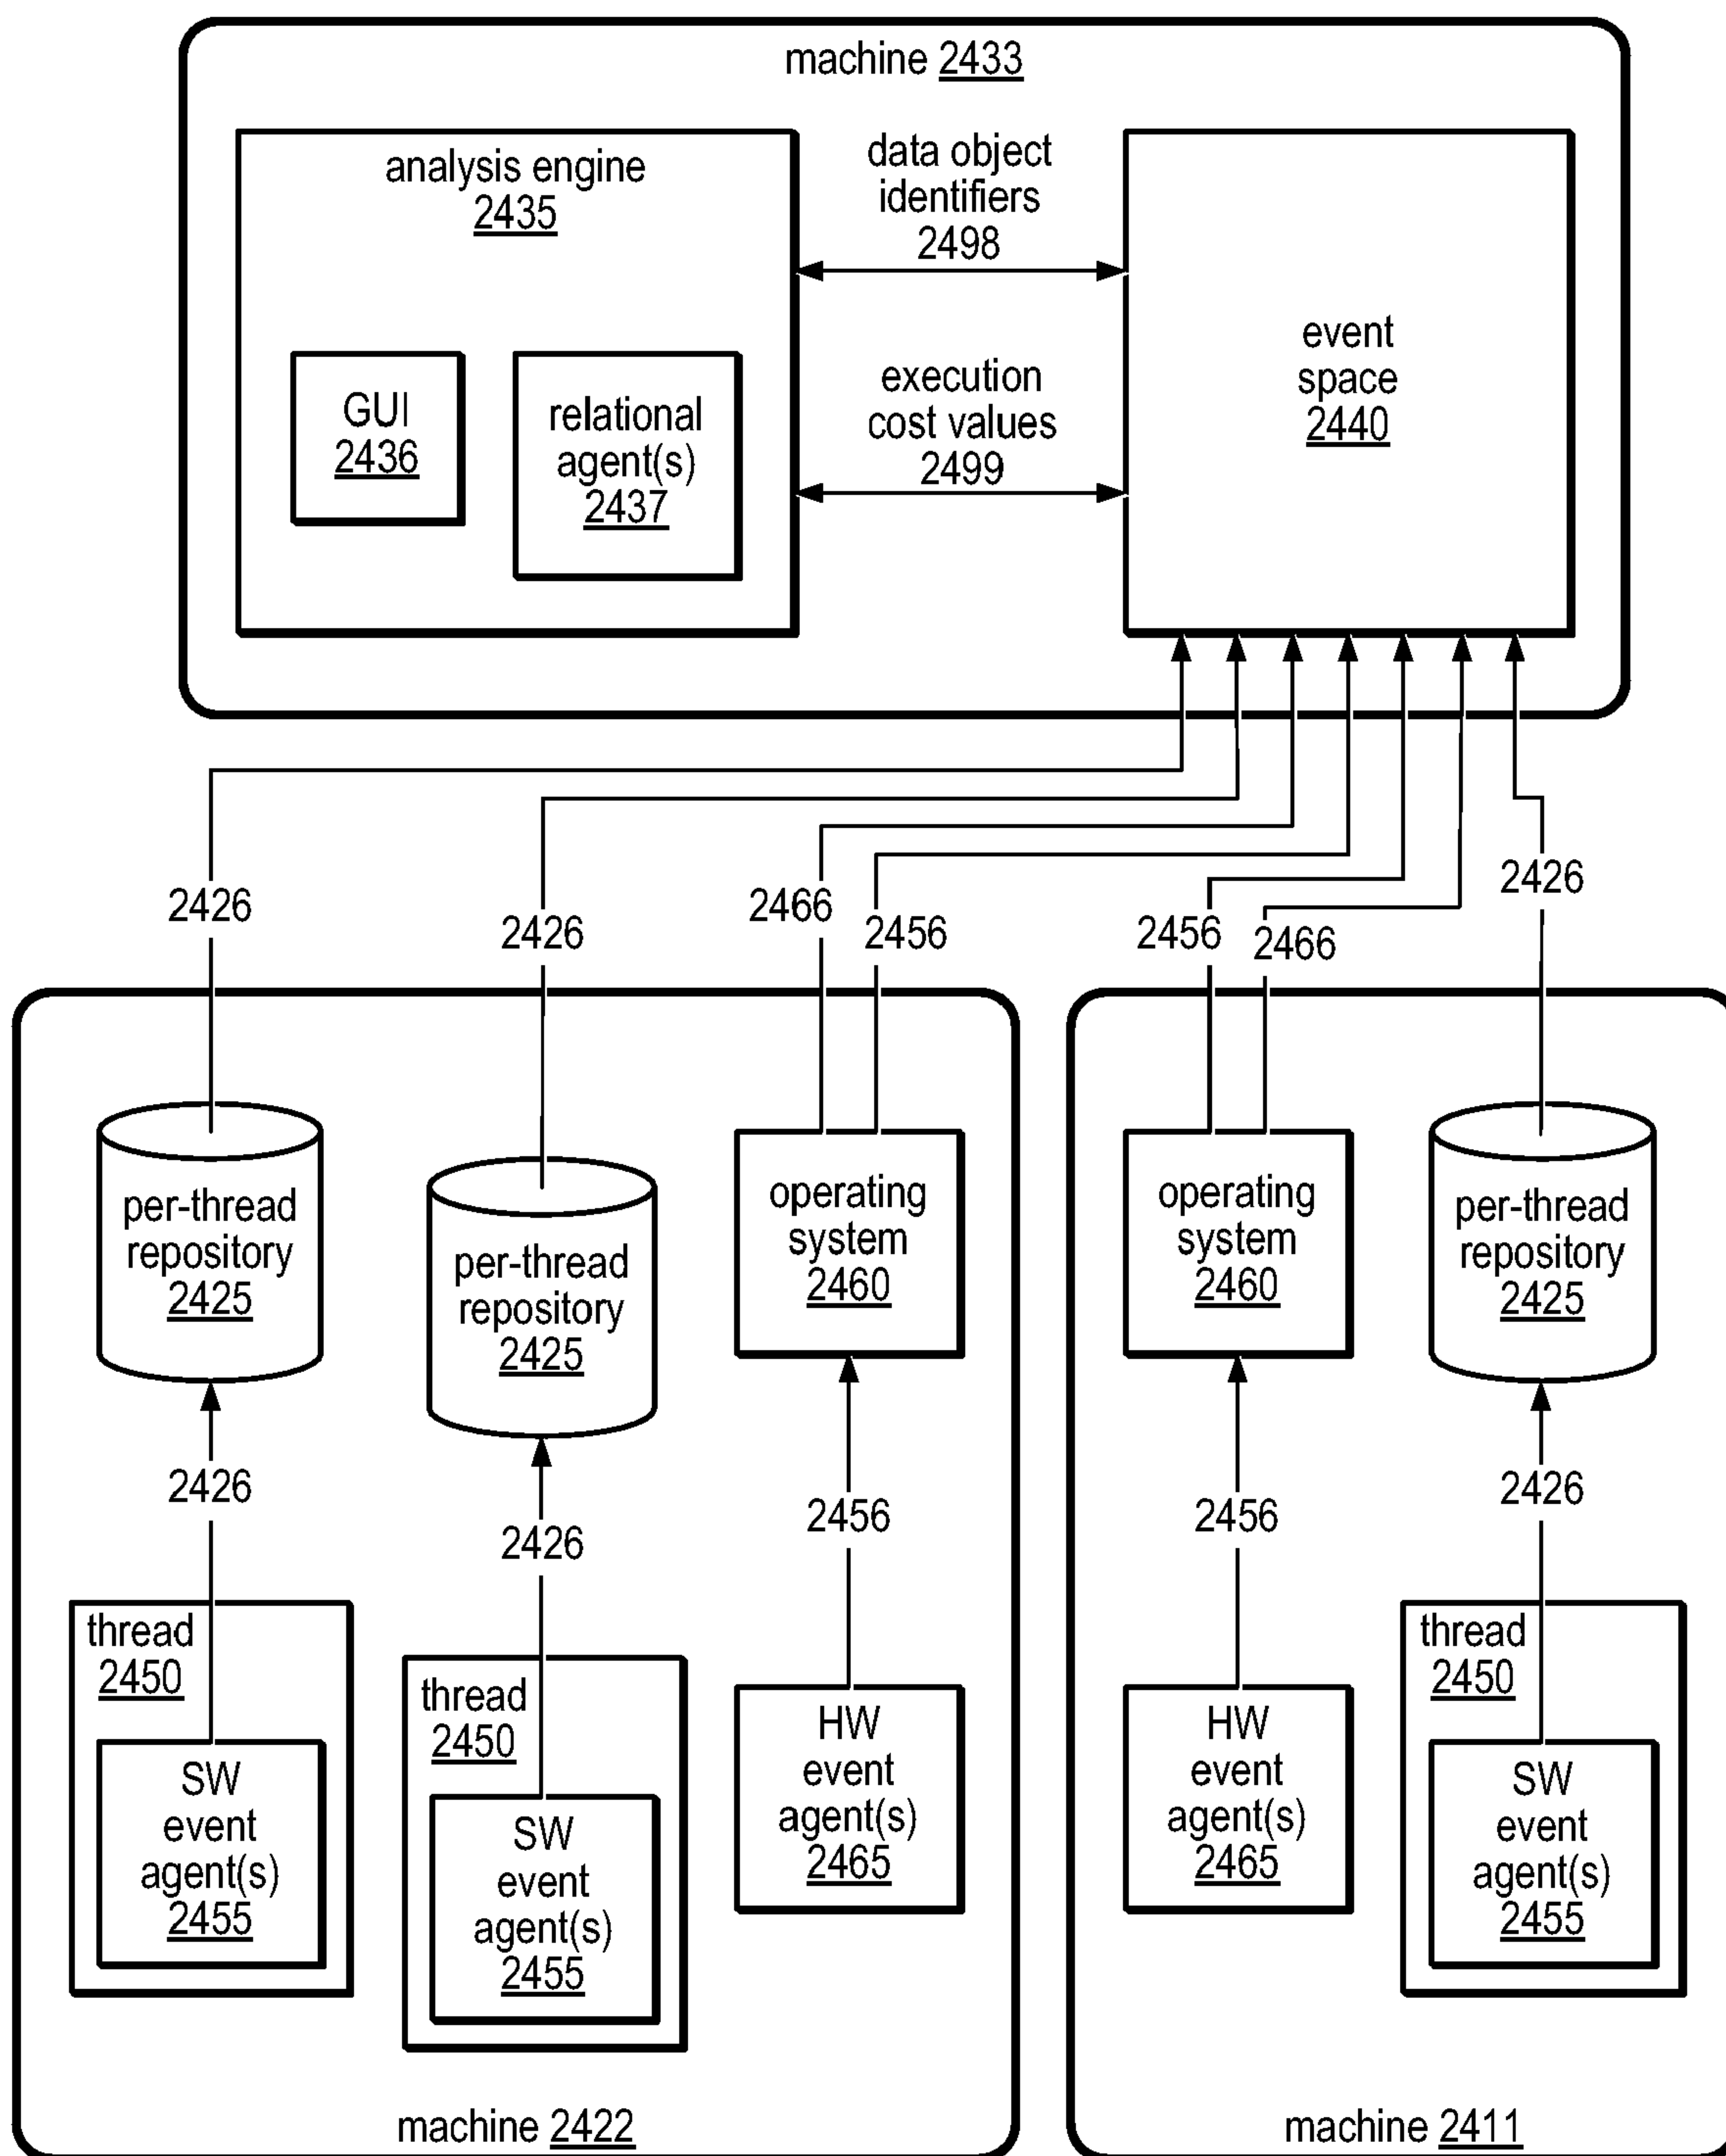 machine 2433
analysis engine
2435
GUI
2436
relational
agent(s)
2437
data object
identifiers
2498
execution
cost values
2499
event
space
2440
2426
2426
2466
2456
2456
2466
2426
per-thread
repository
2425
per-thread
repository
2425
operating
system
2460
operating
system
2460
per-thread
repository
2425
2426
2426
2456
2456
2426
thread
2450
SW
event
agent(s)
2455
thread
2450
SW
event
agent(s)
2455
HW
event
agent(s)
2465
HW
event
agent(s)
2465
thread
2450
SW
event
agent(s)
2455
machine 2422
machine 2411